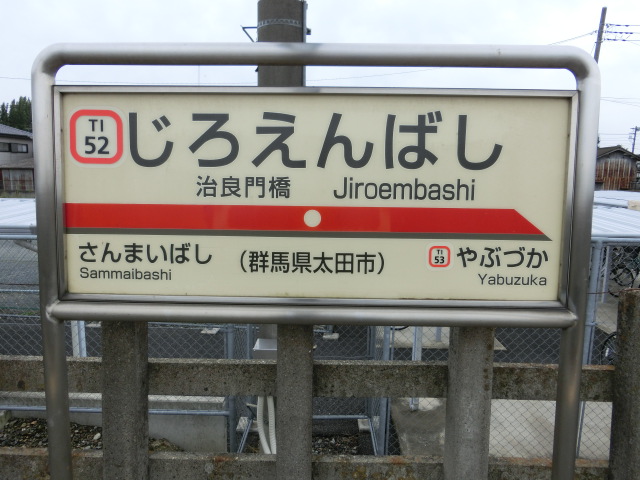 TI
52
じろえんばし
治良門橋 Jiroembashi
さんまいばし
Sammaibashi
(群馬県太田市)
TI
53
やぶづか
Yabuzuka